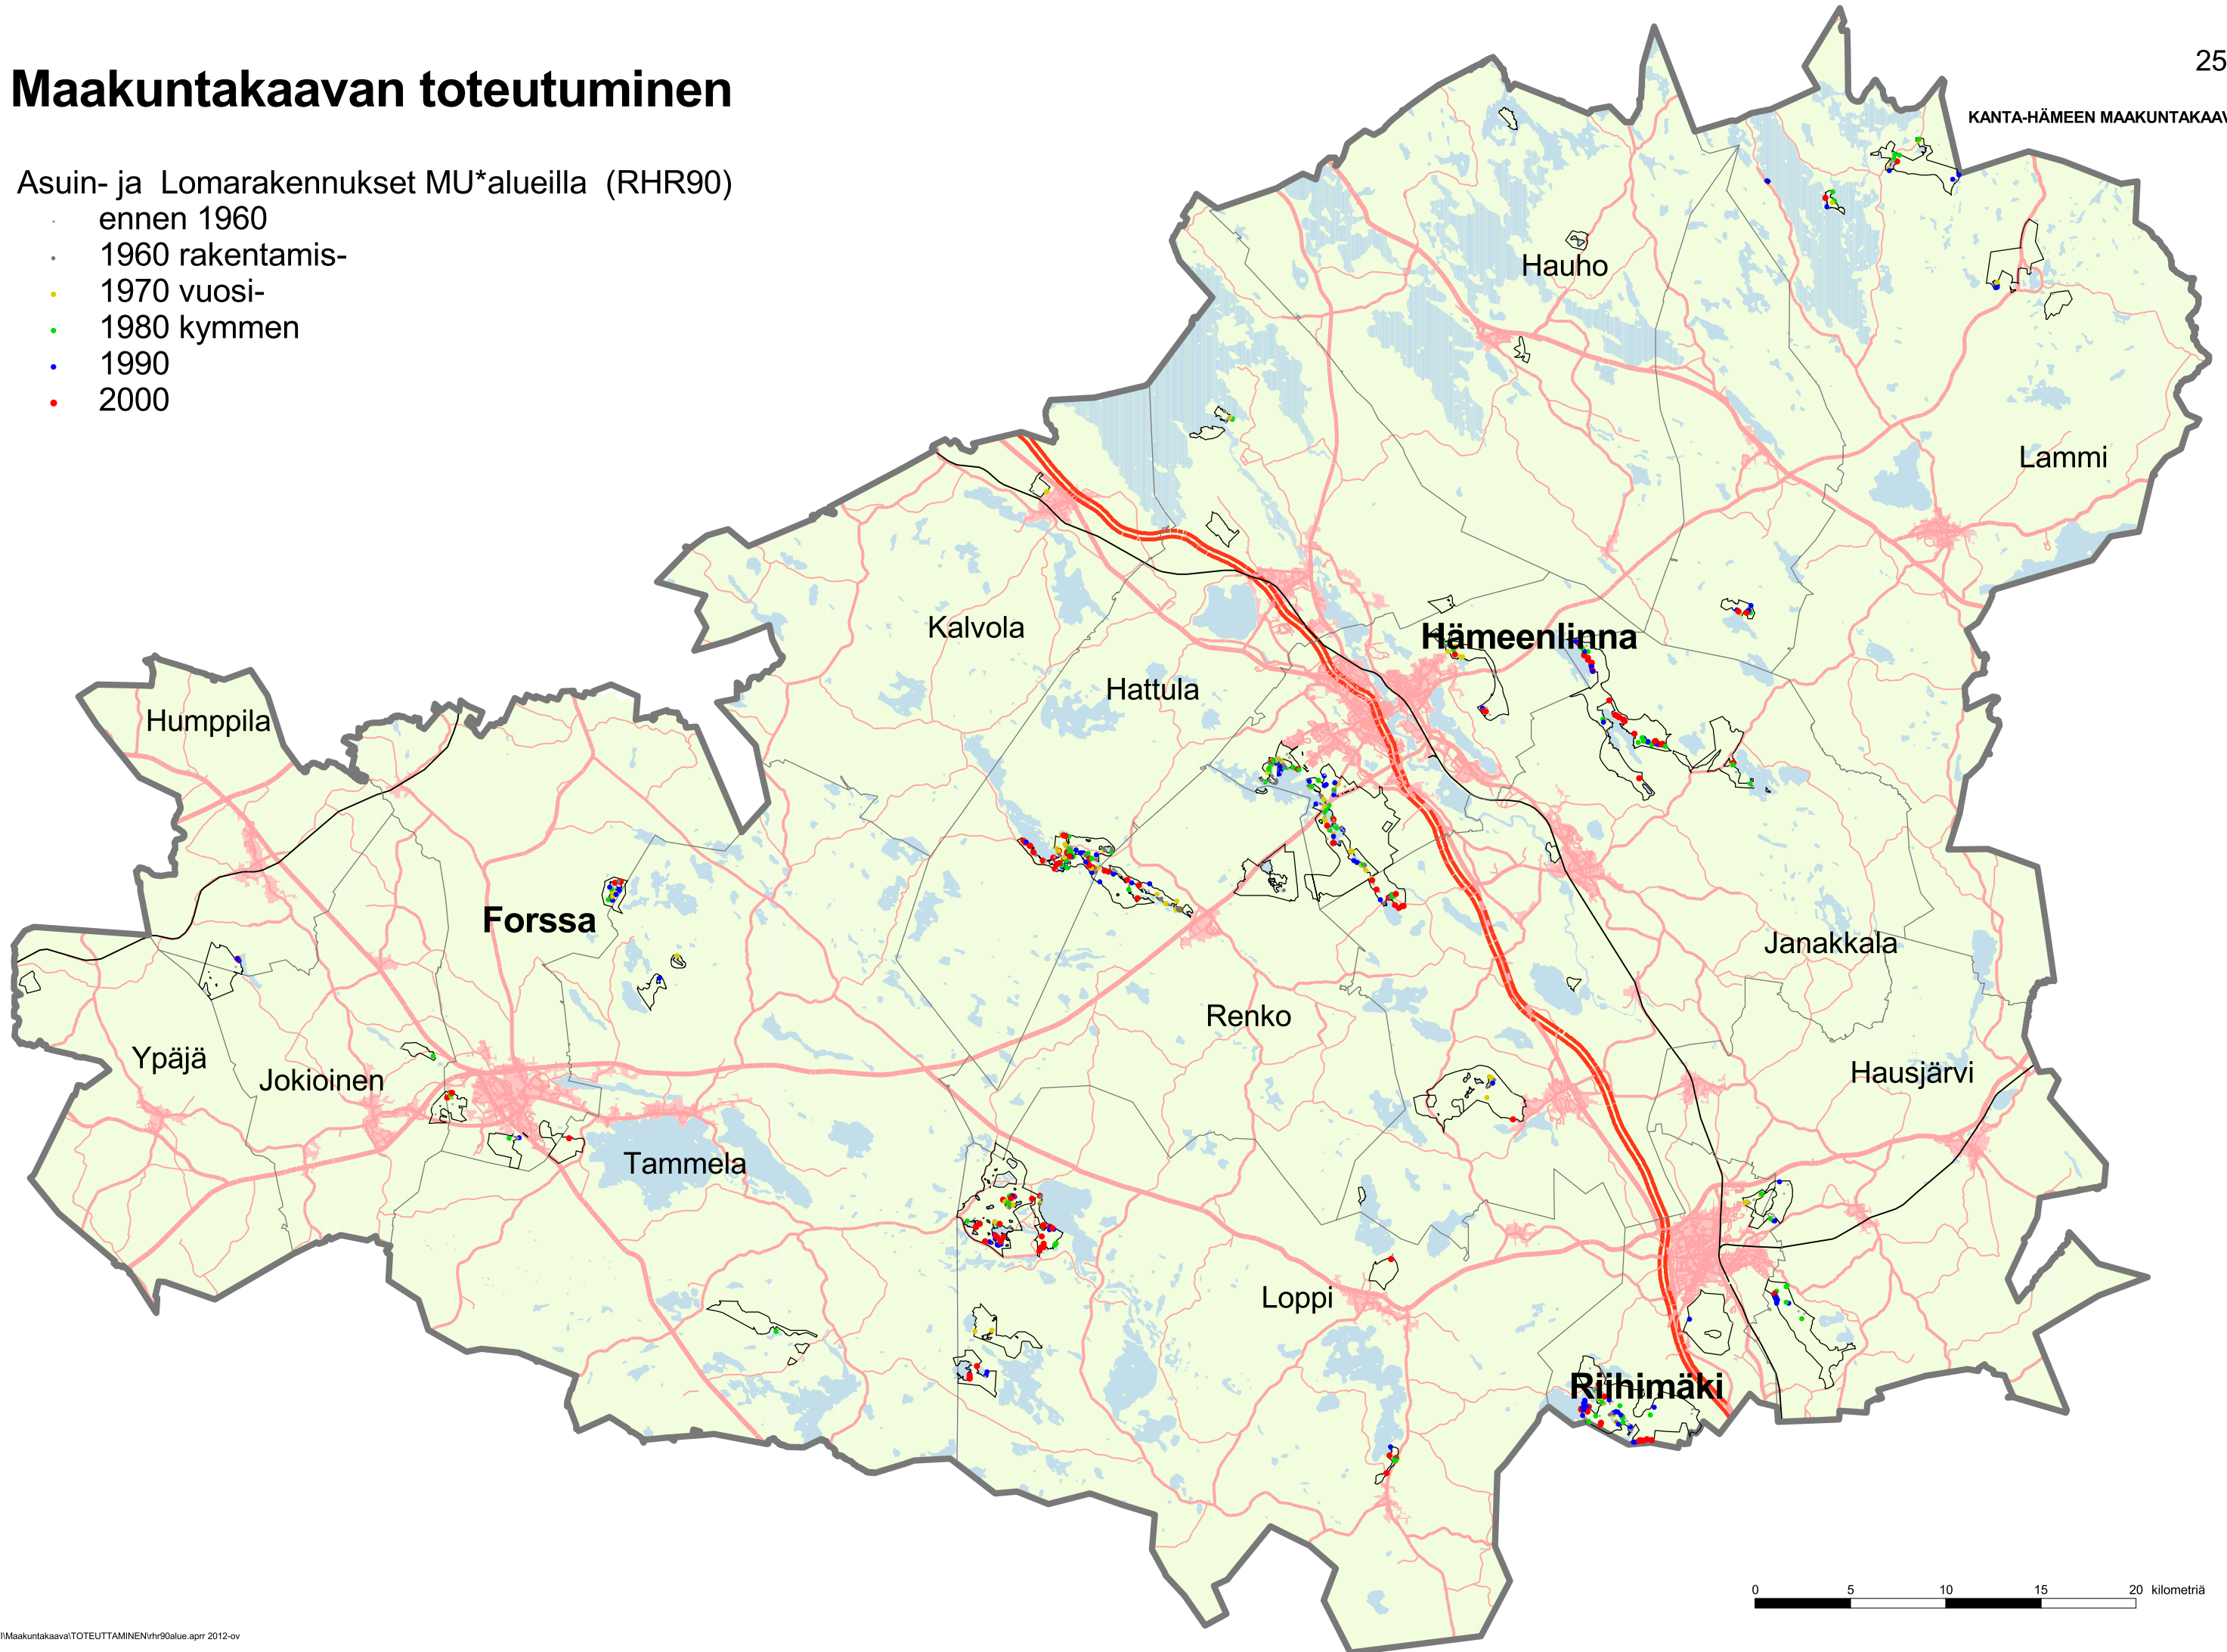 Maakuntakaavan toteutuminen
25
KANTA-HÄMEEN MAAKUNTAKAAV
Asuin- ja Lomarakennukset MU*alueilla (RHR90)
ennen 1960
1960 rakentamis-
1970 vuosi-
1980 kymmen
1990
2000
Hauho
Lammi
Kalvola
Hämeenlinna
Hattula
Humppila
Forssa
Janakkala
Renko
Ypäjä
Jokioinen
Hausjärvi
Tammela
Loppi
Riihimäki
0 5 10 15 20 kilometriä
I\Maakuntakaava\TOTEUTTAMINEN\rhr90alue.aprr 2012-ov